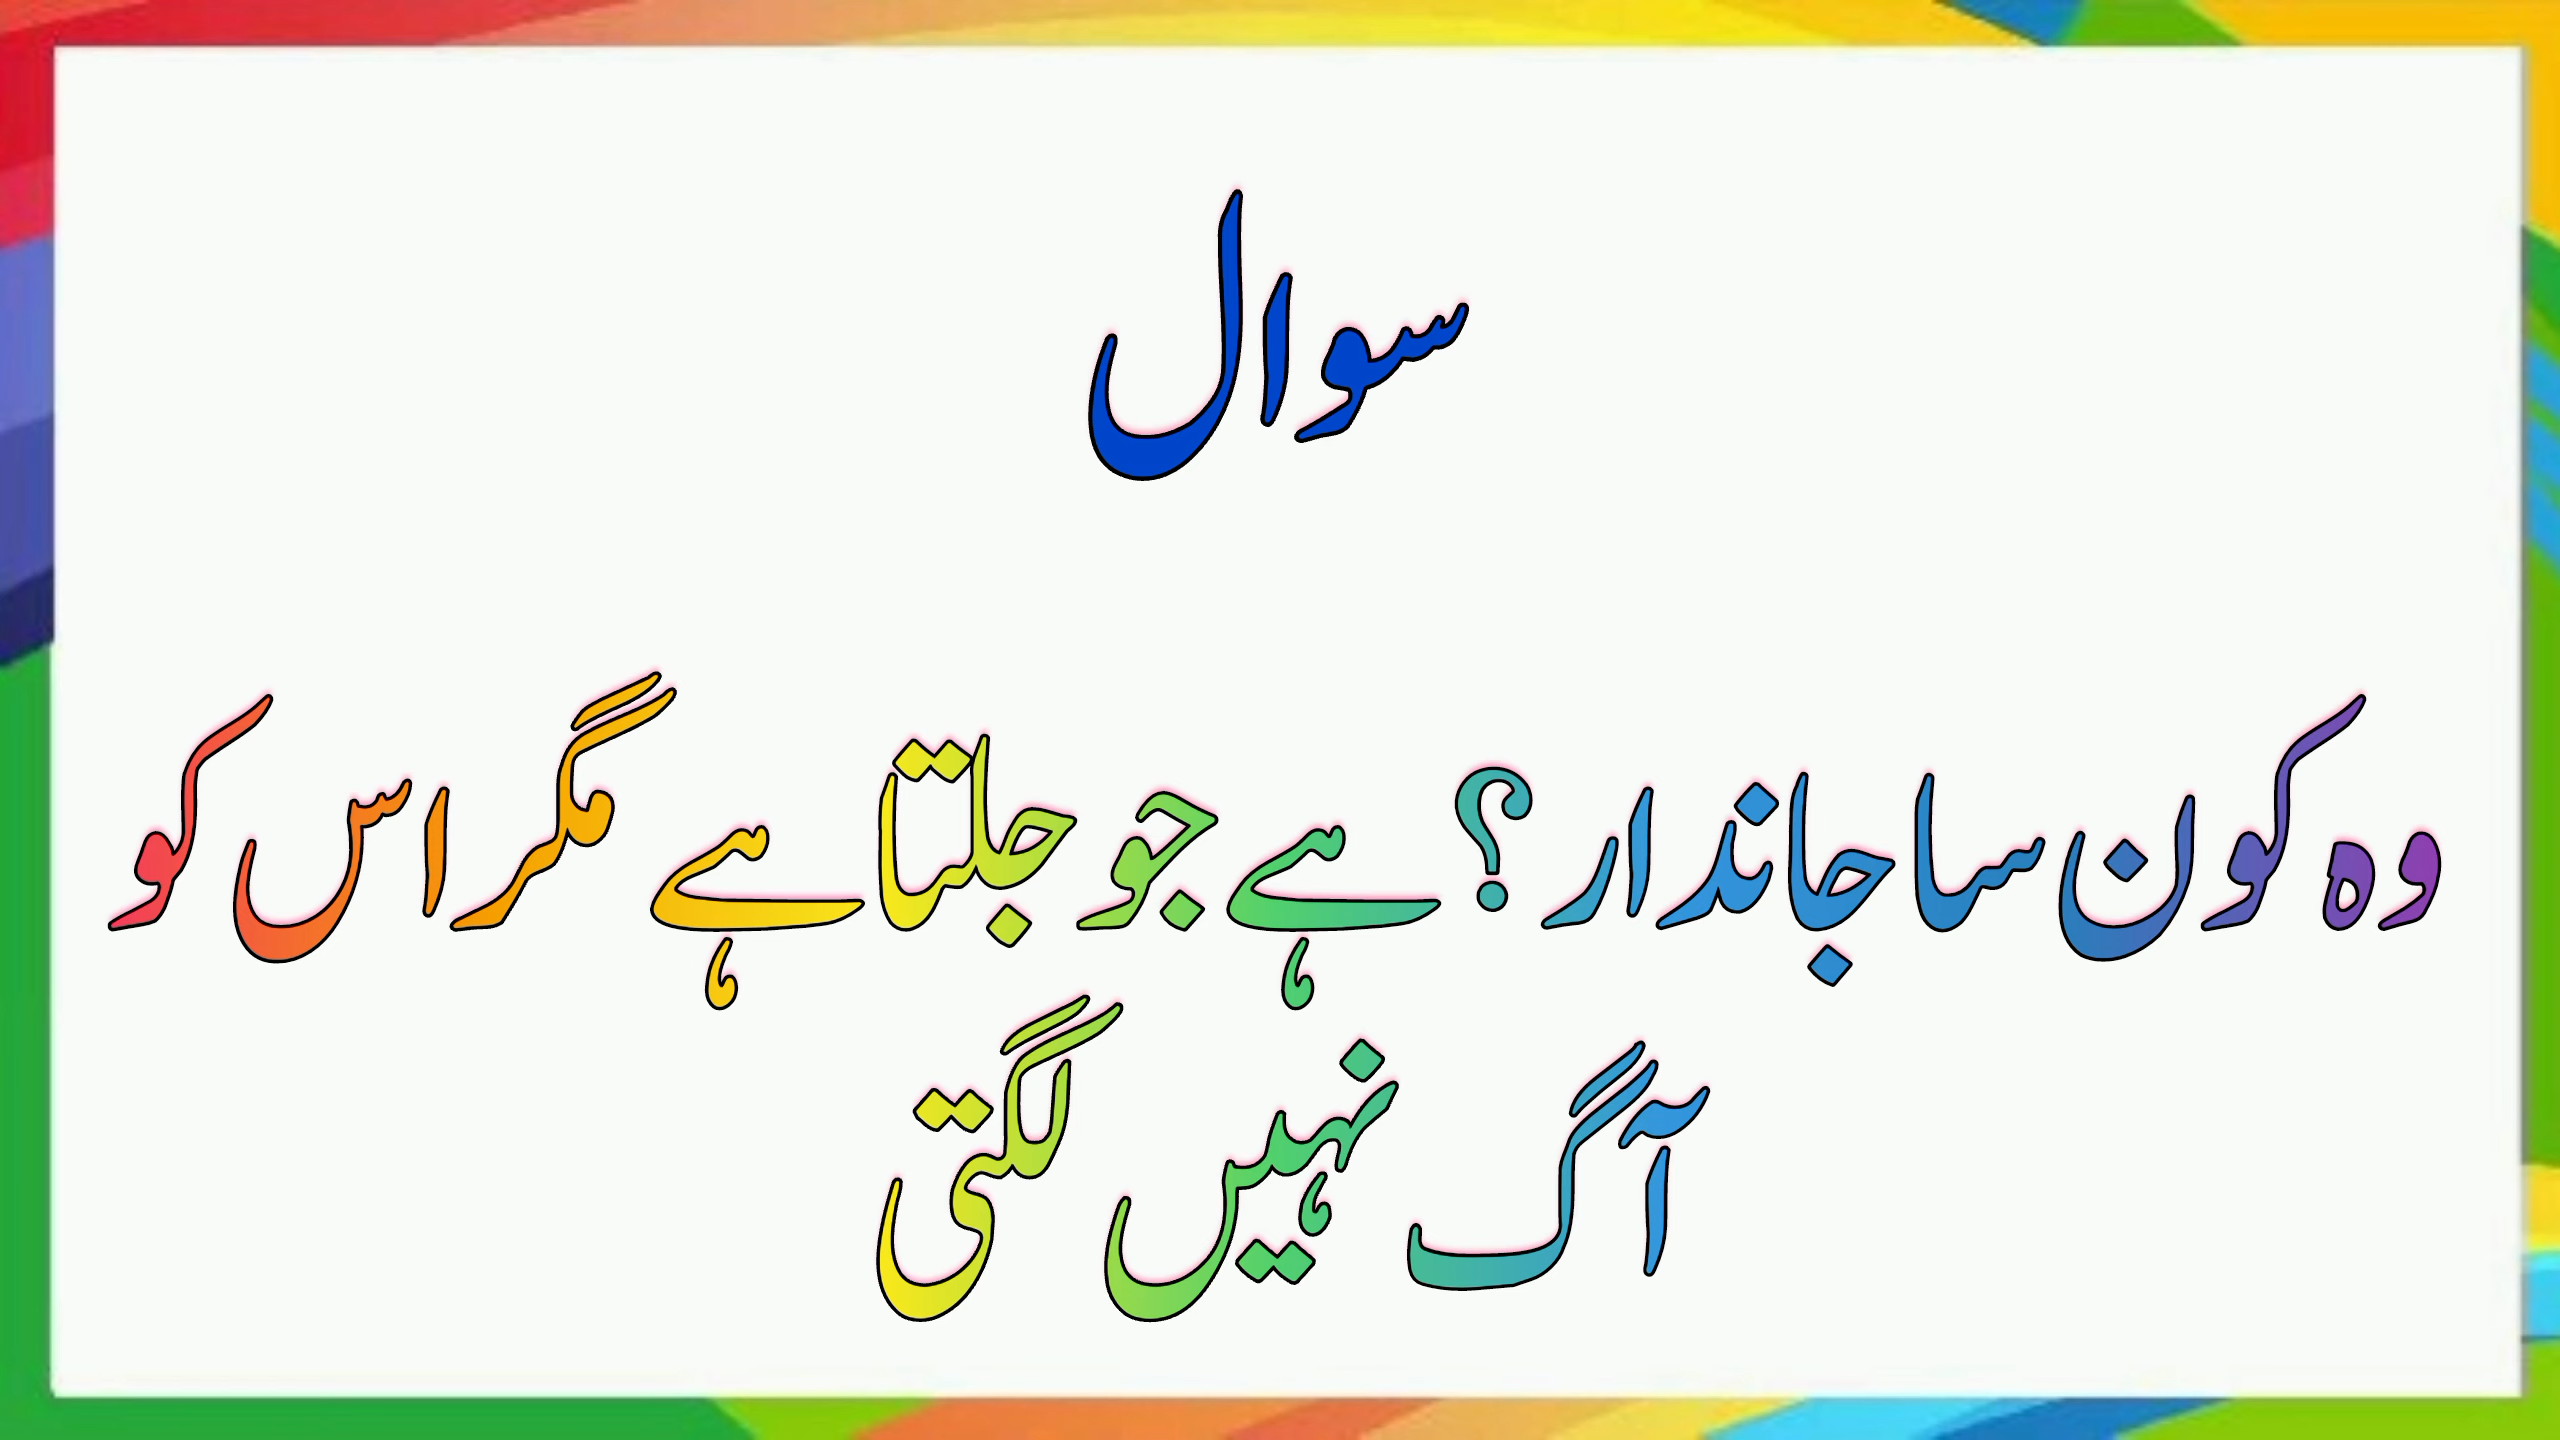 سوال
وہ کون سا جاندار ؟ ہے جو جلتا ہے مگر اس کو
آگ نہیں لگتی